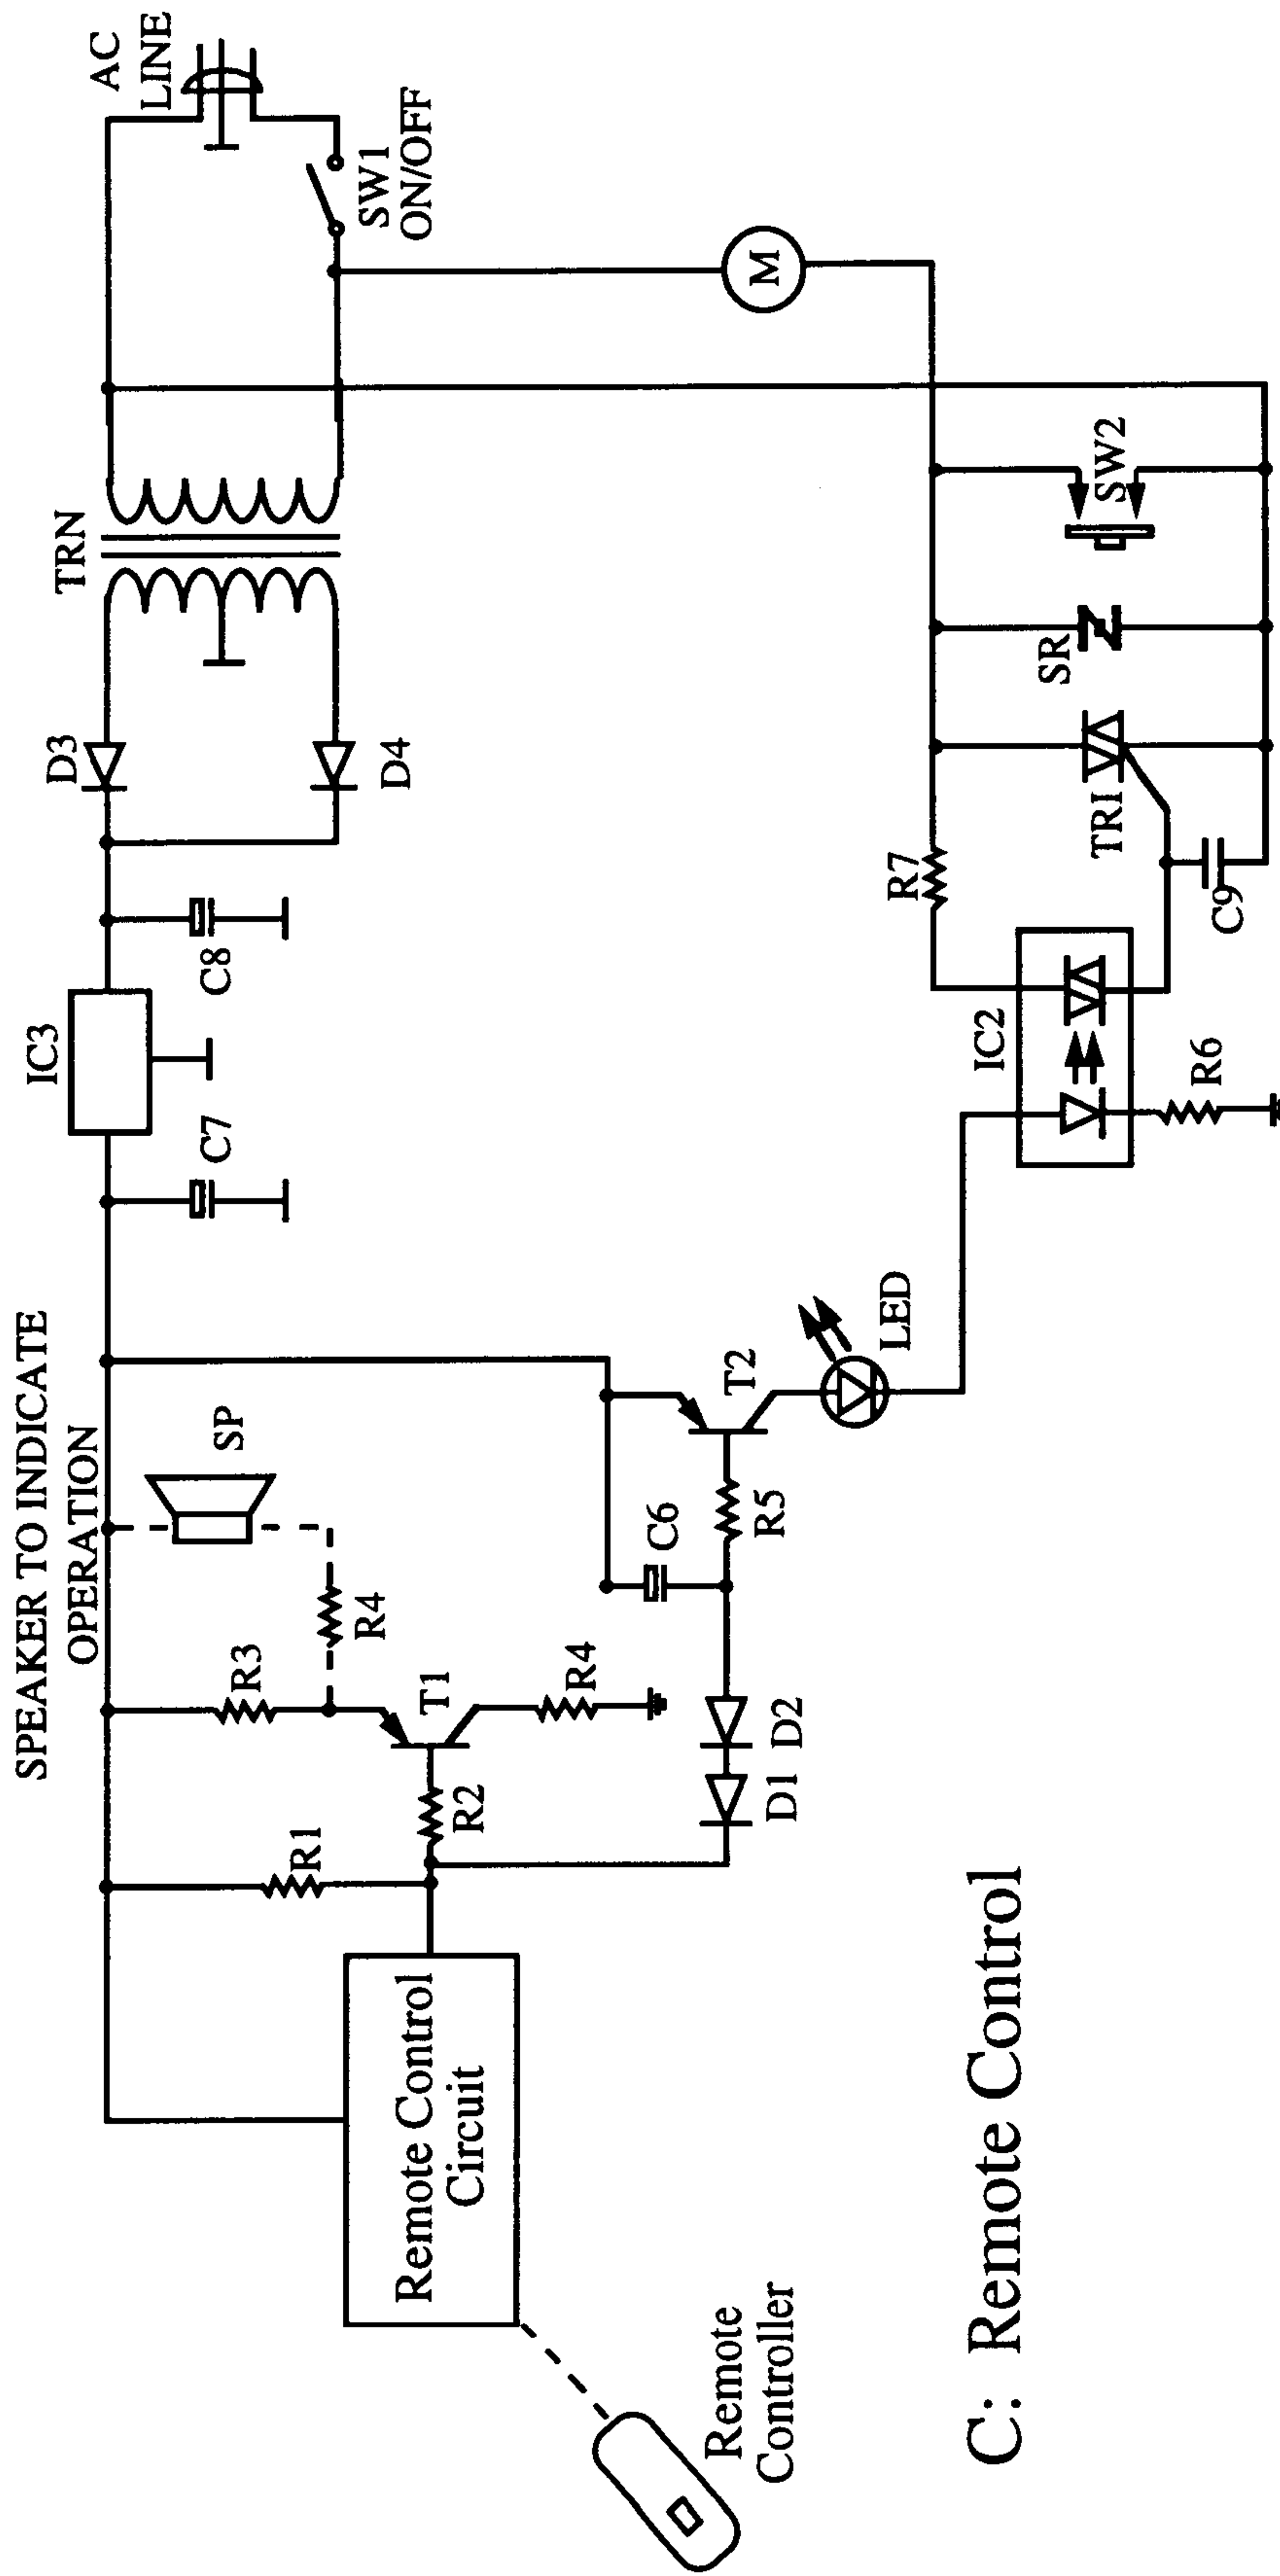 SPEAKER TO INDICATE
OPERATION
SP
R1
R3
R4
R2
T1
R4
D1
D2
C6
R5
T2
LED
C7
IC3
C8
D3
D4
TRN
AC
LINE
SW1
ON/OFF
M
IC2
R6
R7
C9
TRI
SR
SW2
Remote Control
Circuit
Remote
Controller
C: Remote Control